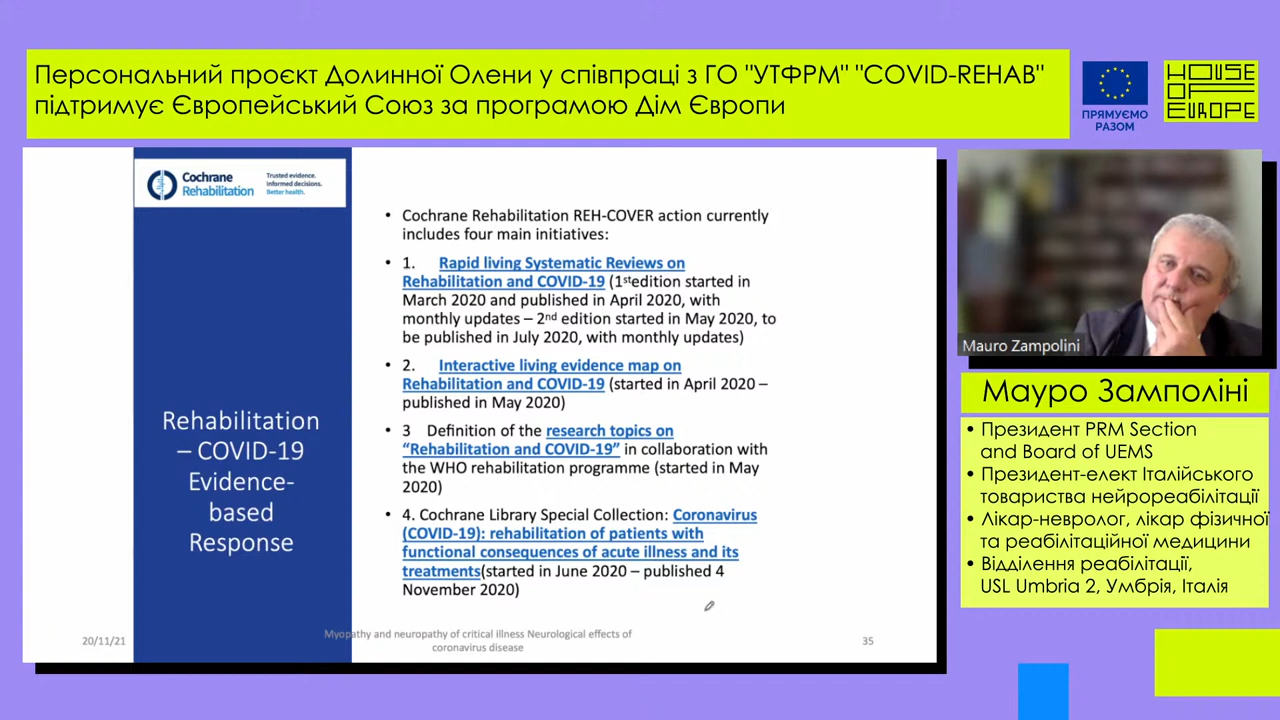 Персональний проєкт Долинної Олени у співпраці з ГО "УТФРМ" "COVID-REHAB"
підтримує Європейський Союз за програмою Дім Європи
ПРЯМУЄМО
РАЗОМ
HOUSE
OF
EUROPE
Cochrane
Rehabilitation
Trusted evidence.
Informed decisions.
Better health.
Rehabilitation
– COVID-19
Evidence-
based
Response
• Cochrane Rehabilitation REH-COVER action currently
includes four main initiatives:
• 1. Rapid living Systematic Reviews on
Rehabilitation and COVID-19 (1stedition started in
March 2020 and published in April 2020, with
monthly updates – 2nd edition started in May 2020, to
be published in July 2020, with monthly updates)
• 2. Interactive living evidence map on
Rehabilitation and COVID-19 (started in April 2020 –
published in May 2020)
• 3 Definition of the research topics on
“Rehabilitation and COVID-19” in collaboration with
the WHO rehabilitation programme (started in May
2020)
• 4. Cochrane Library Special Collection: Coronavirus
(COVID-19): rehabilitation of patients with
functional consequences of acute illness and its
treatments(started in June 2020 – published 4
November 2020)
20/11/21
Myopathy and neuropathy of critical illness Neurological effects of
coronavirus disease
35
Mauro Zampolini
Мауро Замполіні
• Президент PRM Section
and Board of UEMS
• Президент-елект Італійського
товариства нейрореабілітації
• Лікар-невролог, лікар фізичної
та реабілітаційної медицини
• Відділення реабілітації,
USL Umbria 2, Умбрія, Італія